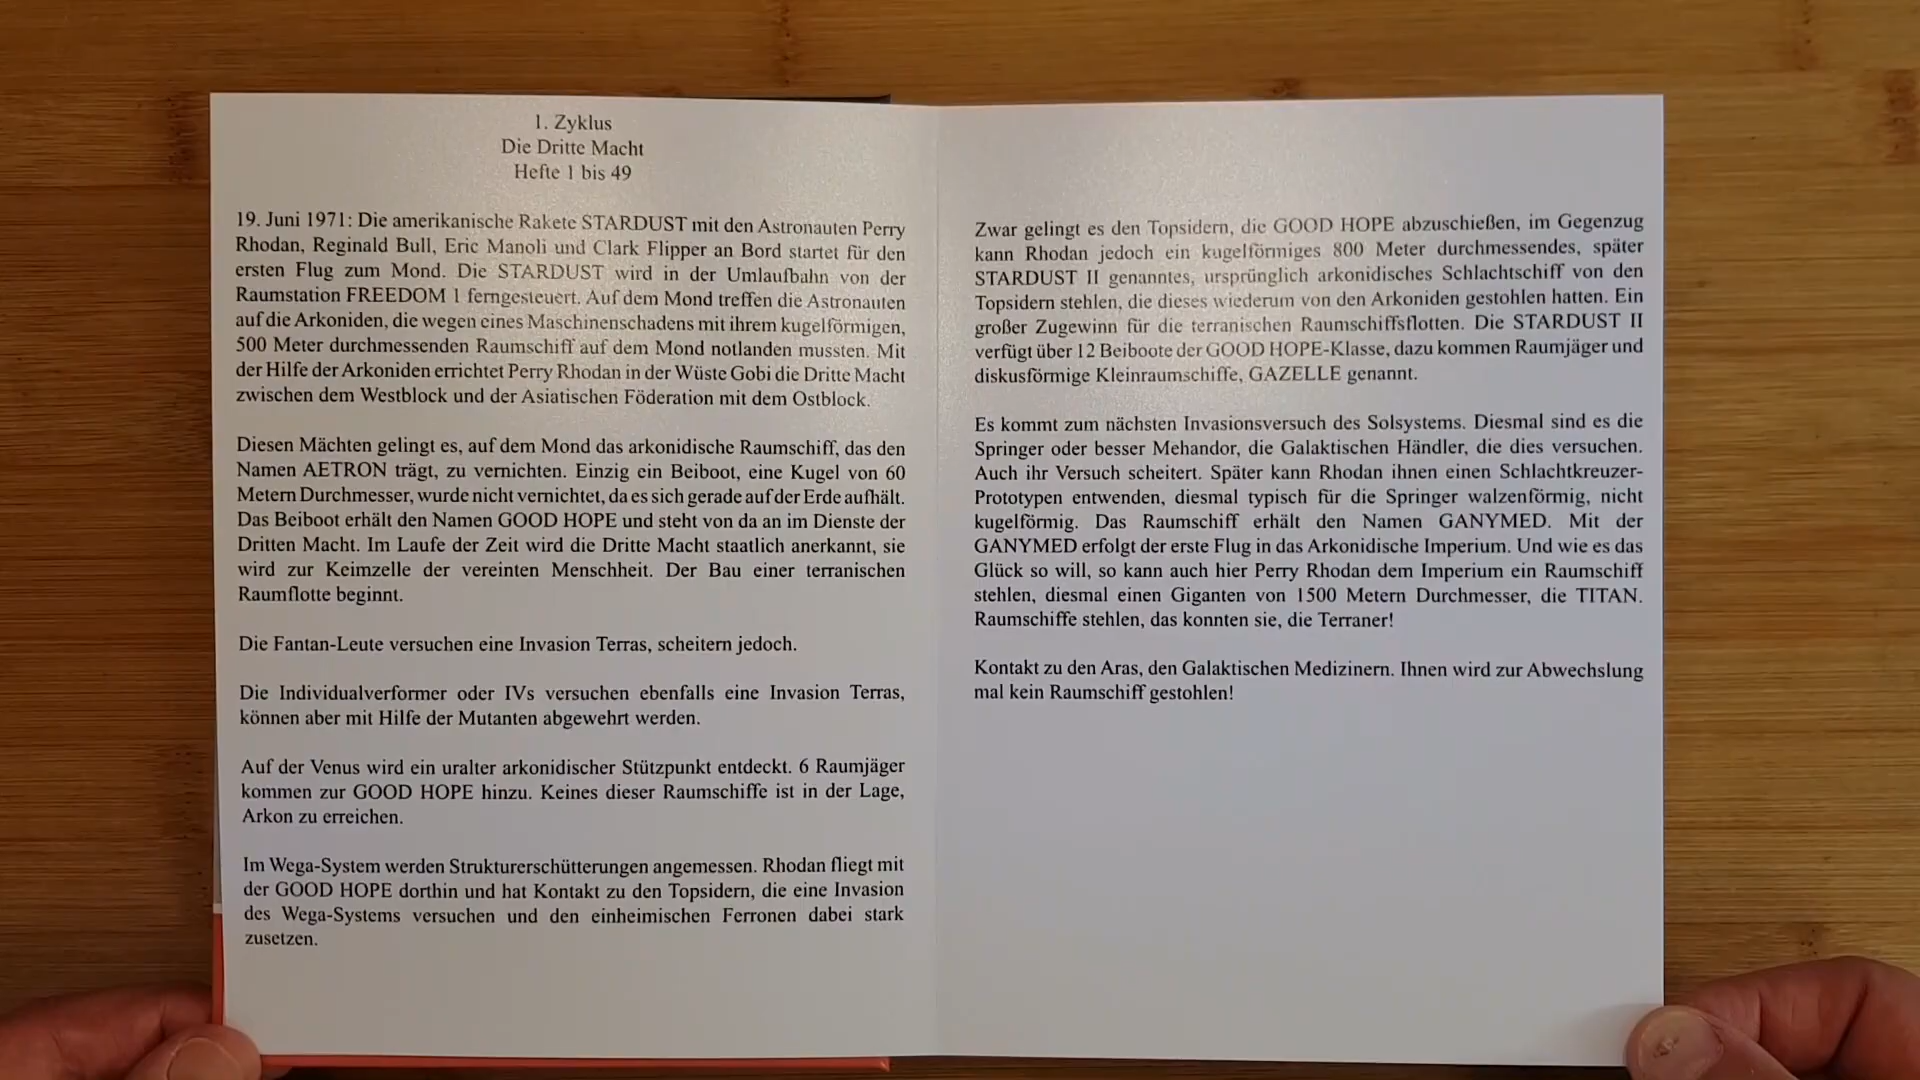 1. Zyklus
Die Dritte Macht
Hefte 1 bis 49
19. Juni 1971: Die amerikanische Rakete STARDUST mit den Astronauten Perry
Rhodan, Reginald Bull, Eric Manoli und Clark Flipper an Bord startet für den
ersten Flug zum Mond. Die STARDUST wird in der Umlaufbahn von der
Raumstation FREEDOM 1 ferngesteuert. Auf dem Mond treffen die Astronauten
auf die Arkoniden, die wegen eines Maschinenschadens mit ihrem kugelförmigen,
500 Meter durchmessenden Raumschiff auf dem Mond notlanden mussten. Mit
der Hilfe der Arkoniden errichtet Perry Rhodan in der Wüste Gobi die Dritte Macht
zwischen dem Westblock und der Asiatischen Föderation mit dem Ostblock.
Diesen Mächten gelingt es, auf dem Mond das arkonidische Raumschiff, das den
Namen AETRON trägt, zu vernichten. Einzig ein Beiboot, eine Kugel von 60
Metern Durchmesser, wurde nicht vernichtet, da es sich gerade auf der Erde aufhält.
Das Beiboot erhält den Namen GOOD HOPE und steht von da an im Dienste der
Dritten Macht. Im Laufe der Zeit wird die Dritte Macht staatlich anerkannt, sie
wird zur Keimzelle der vereinten Menschheit. Der Bau einer terranischen
Raumflotte beginnt.
Die Fantan-Leute versuchen eine Invasion Terras, scheitern jedoch.
Die Individualverformer oder IVs versuchen ebenfalls eine Invasion Terras,
können aber mit Hilfe der Mutanten abgewehrt werden.
Auf der Venus wird ein uralter arkonidischer Stützpunkt entdeckt. 6 Raumjäger
kommen zur GOOD HOPE hinzu. Keines dieser Raumschiffe ist in der Lage,
Arkon zu erreichen.
Im Wega-System werden Strukturerschütterungen angemessen. Rhodan fliegt mit
der GOOD HOPE dorthin und hat Kontakt zu den Topsidern, die eine Invasion
des Wega-Systems versuchen und den einheimischen Ferronen dabei stark
zusetzen.
Zwar gelingt es den Topsidern, die GOOD HOPE abzuschießen, im Gegenzug
kann Rhodan jedoch ein kugelförmiges 800 Meter durchmessendes, später
STARDUST II genanntes, ursprünglich arkonidisches Schlachtschiff von den
Topsidern stehlen, die dieses wiederum von den Arkoniden gestohlen hatten. Ein
großer Zugewinn für die terranischen Raumschiffsflotten. Die STARDUST II
verfügt über 12 Beiboote der GOOD HOPE-Klasse, dazu kommen Raumjäger und
diskusförmige Kleinraumschiffe, GAZELLE genannt.
Es kommt zum nächsten Invasionsversuch des Solsystems. Diesmal sind es die
Springer oder besser Mehandor, die Galaktischen Händler, die dies versuchen.
Auch ihr Versuch scheitert. Später kann Rhodan ihnen einen Schlachtkreuzer-
Prototypen entwenden, diesmal typisch für die Springer walzenförmig, nicht
kugelförmig. Das Raumschiff erhält den Namen GANYMED. Mit der
GANYMED erfolgt der erste Flug in das Arkonidische Imperium. Und wie es das
Glück so will, so kann auch hier Perry Rhodan dem Imperium ein Raumschiff
stehlen, diesmal einen Giganten von 1500 Metern Durchmesser, die TITAN.
Raumschiffe stehlen, das konnten sie, die Terraner!
Kontakt zu den Aras, den Galaktischen Medizinern. Ihnen wird zur Abwechslung
mal kein Raumschiff gestohlen!